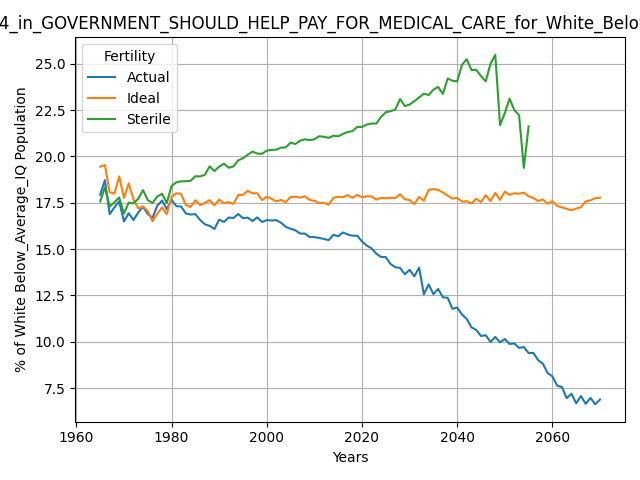 4_in_GOVERNMENT_SHOULD_HELP_PAY_FOR_MEDICAL_CARE_for_White_Belo
Fertility
Actual
Ideal
Sterile
% of White Below_Average_IQ Population
25.0
22.5
20.0
17.5
15.0
12.5
10.0
7.5
1960
1980
2000
2020
2040
2060
Years